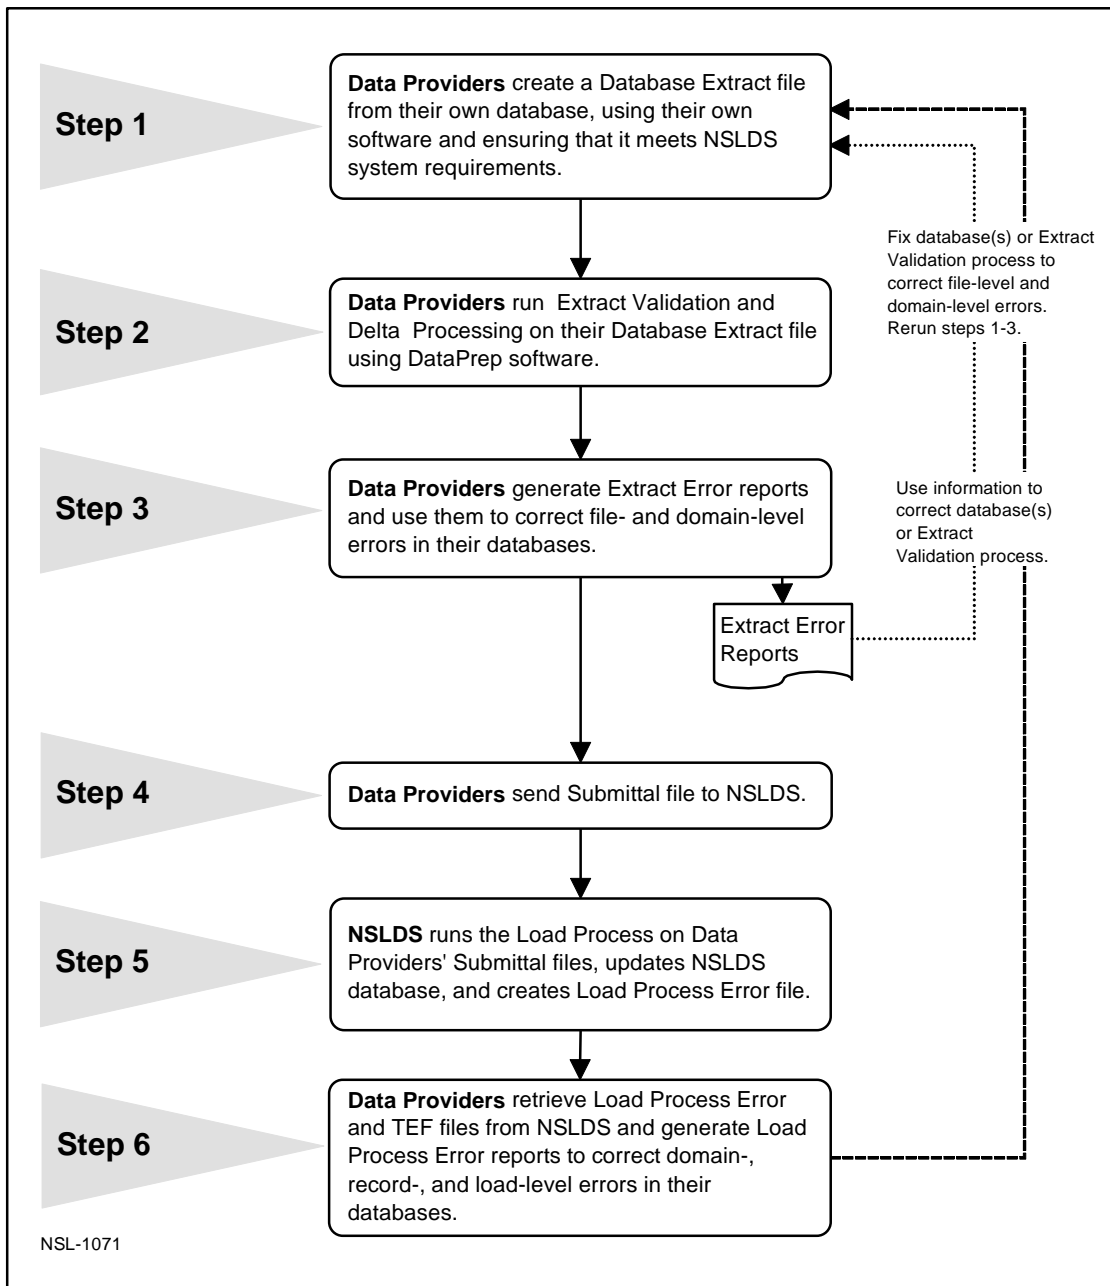 Step 1
Data Providers create a Database Extract file
from their own database, using their own
software and ensuring that it meets NSLDS
system requirements.
Fix database(s) or Extract
Validation process to
correct file-level and
domain-level errors.
Rerun steps 1-3.
Step 2
Data Providers run Extract Validation and
Delta Processing on their Database Extract file
using DataPrep software.
Step 3
Data Providers generate Extract Error reports
and use them to correct file- and domain-level
errors in their databases.
Use information to
correct database(s)
or Extract
Validation process.
Extract Error
Reports
Step 4
Data Providers send Submittal file to NSLDS.
Step 5
NSLDS runs the Load Process on Data
Providers' Submittal files, updates NSLDS
database, and creates Load Process Error file.
Step 6
Data Providers retrieve Load Process Error
and TEF files from NSLDS and generate Load
Process Error reports to correct domain-,
record-, and load-level errors in their
databases.
NSL-1071